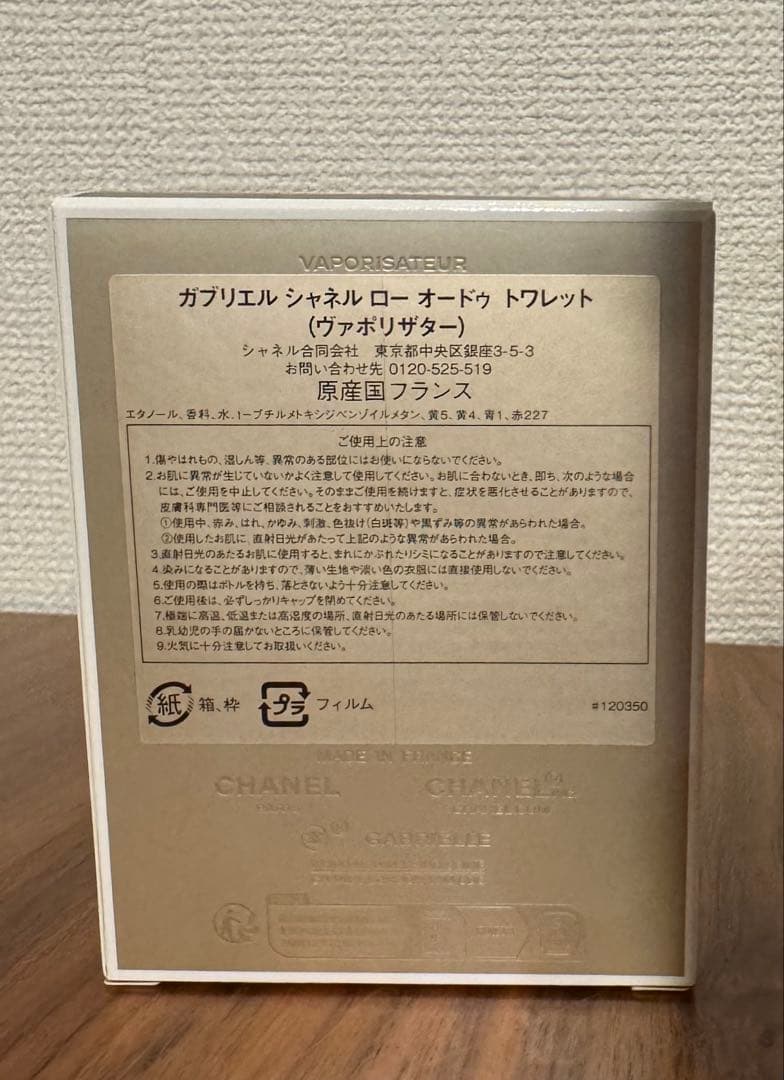 VAPORISATEUR
ガブリエル シャネル ロー オードゥ トワレット
(ヴァポリザター)
シャネル合同会社 東京都中央区銀座3-5-3
お問い合わせ先 0120-525-519
原産国フランス
エタノール、香料、水、t-ブチルメトキシジベンゾイルメタン、黄5、黄4、青1、赤227
ご使用上の注意
1.傷やはれもの、湿しん等、異常のある部位にはお使いにならないでください。
2.お肌に異常が生じていないかよく注意して使用してください。お肌に合わないとき、即ち、次のような場合
には、ご使用を中止してください。そのままご使用を続けますと、症状を悪化させることがありますので、
皮膚科専門医等にご相談されることをおすすめいたします。
①使用中、赤み、はれ、かゆみ、刺激、色抜け(白斑等)や黒ずみ等の異常があらわれた場合。
②使用したお肌に、直射日光があたって上記のような異常があらわれた場合。
3.直射日光のあたるお肌に使用すると、まれにかぶれたりシミになることがありますので注意してください。
4.染みになることがありますので、薄い生地や淡い色の衣服には直接使用しないでください。
5.使用の際はボトルを持ち、落とさないよう十分注意してください。
6.ご使用後は、必ずしっかりキャップを閉めてください。
7.極端に高温、低温または高湿度の場所、直射日光のあたる場所には保管しないでください。
8.乳幼児の手の届かないところに保管してください。
9.火気に十分注意してお取扱いください。
紙 箱、枠 プラ フィルム #120350
MADE IN FRANCE
CHANEL CHANEL
PARIS
GABRIELLE